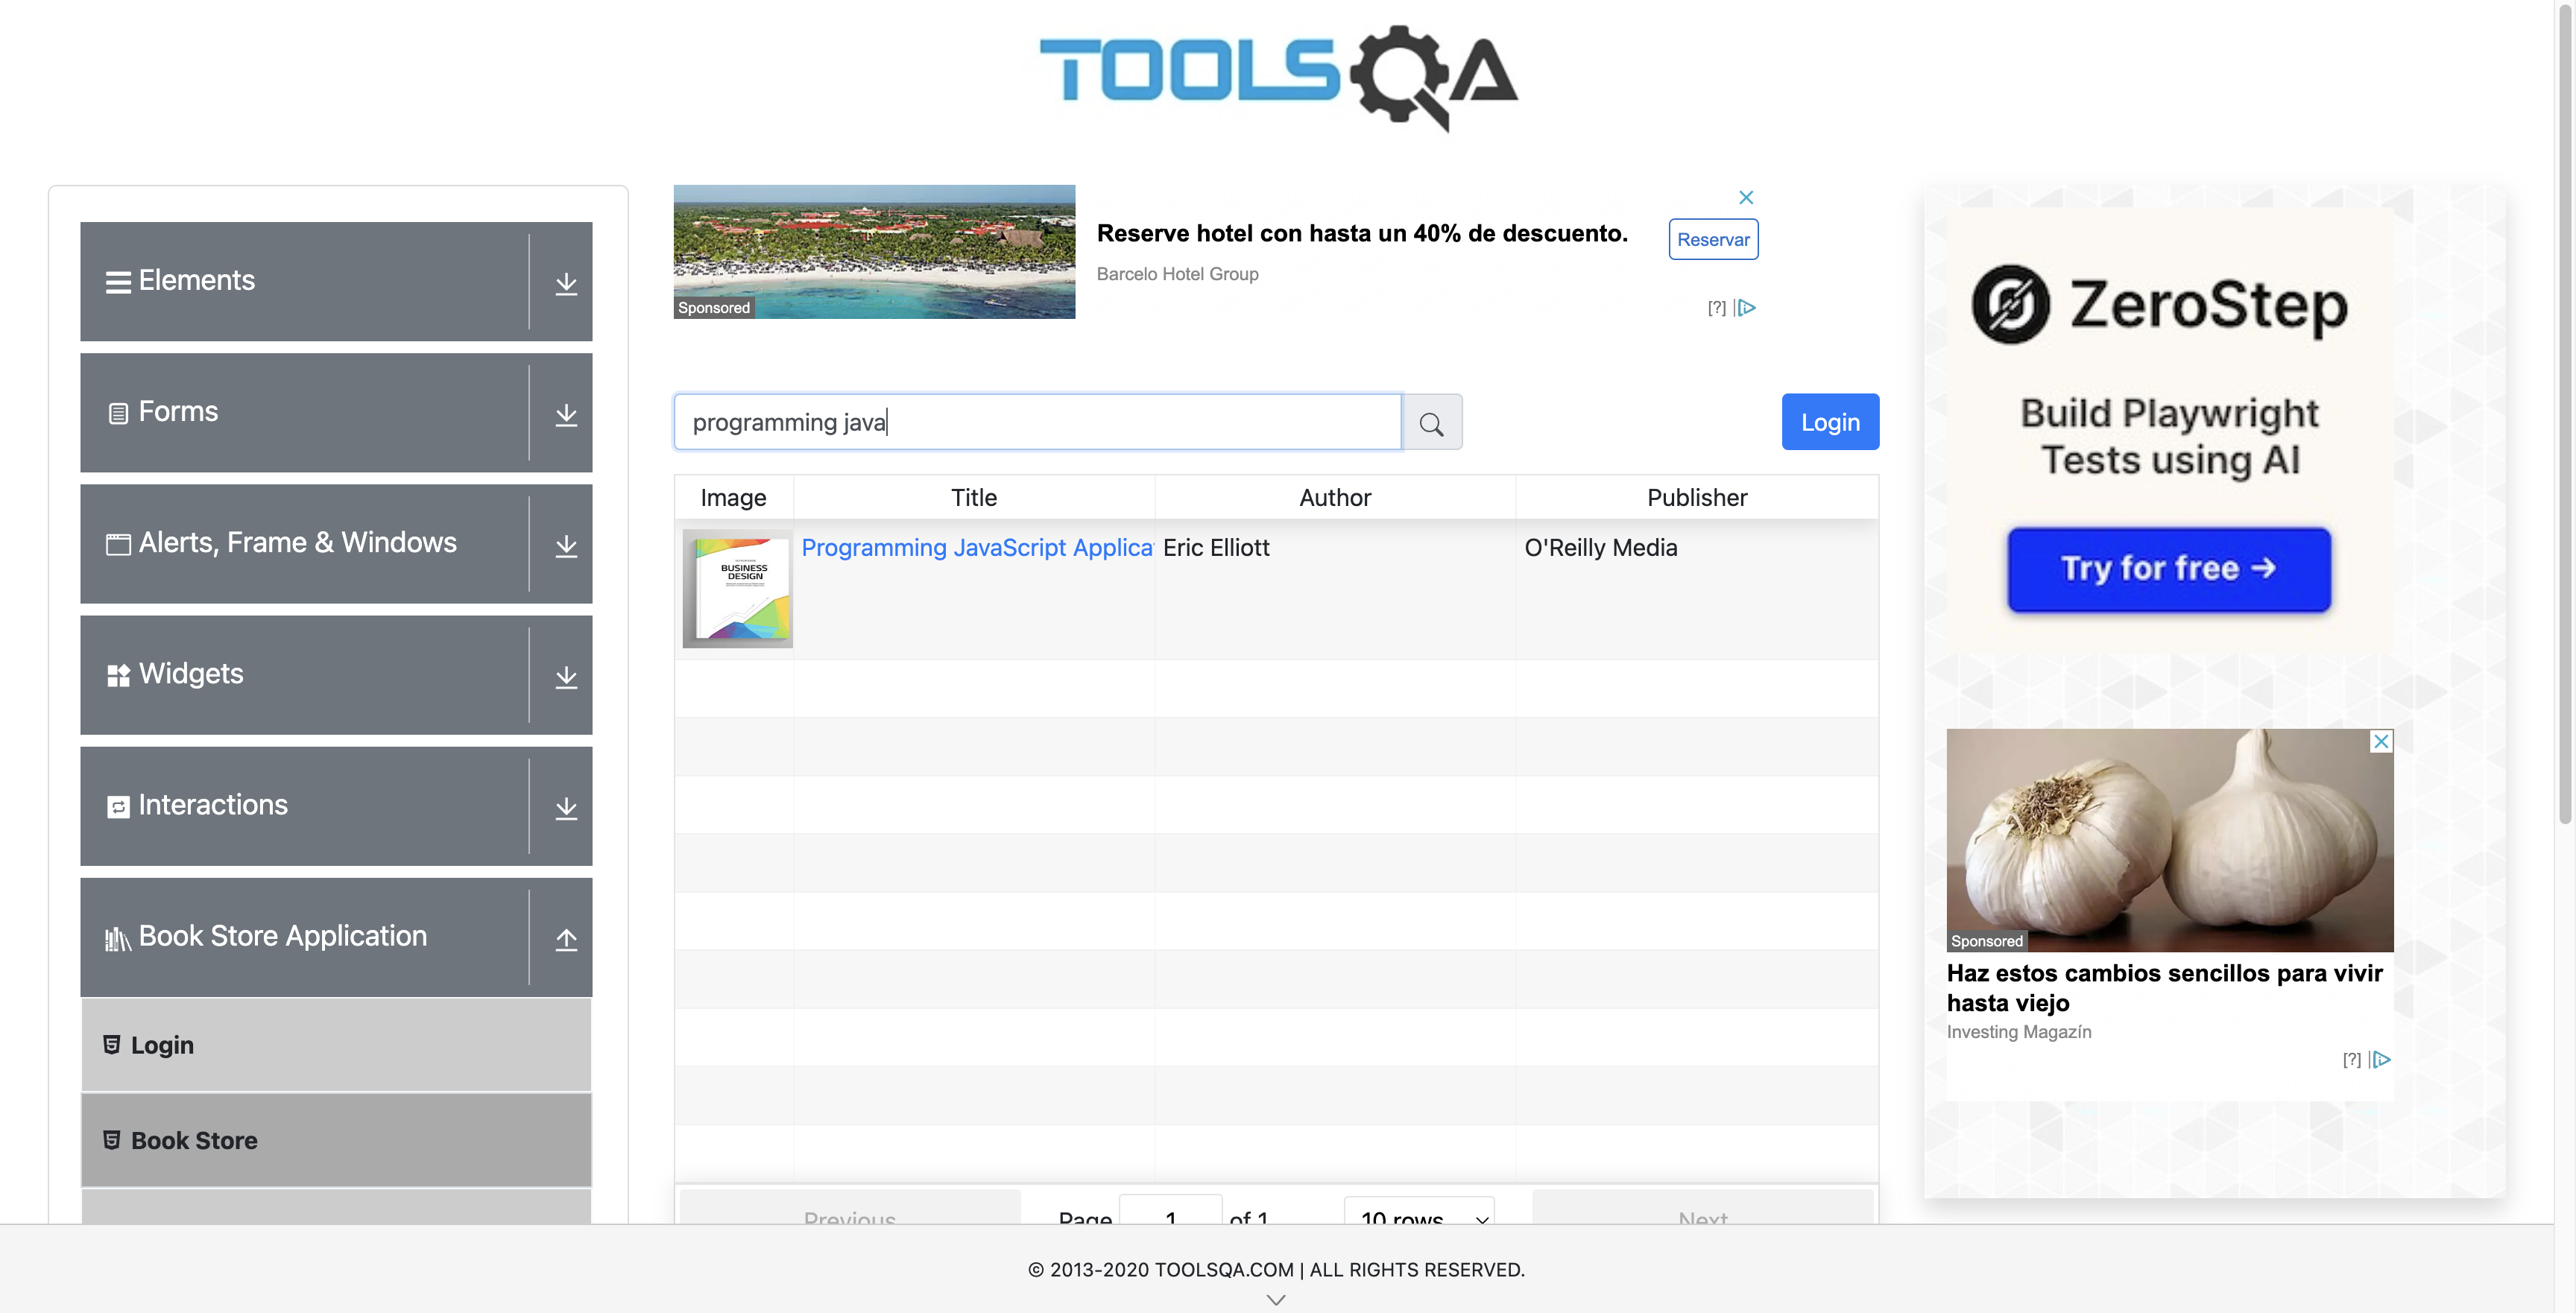 TOOLSQA
Elements
Forms
Alerts, Frame & Windows
Widgets
Interactions
Book Store Application
Login
Book Store
Sponsored
Reserve hotel con hasta un 40% de descuento.
Barcelo Hotel Group
Reservar
[?]
programming java
Login
Image Title Author Publisher
BUSINESS
DESIGN
Programming JavaScript Applica Eric Elliott O'Reilly Media
Previous Page 1 of 1 10 rows Next
ZeroStep
Build Playwright
Tests using AI
Try for free →
Sponsored
Haz estos cambios sencillos para vivir
hasta viejo
Investing Magazín
[?]
© 2013-2020 TOOLSQA.COM | ALL RIGHTS RESERVED.